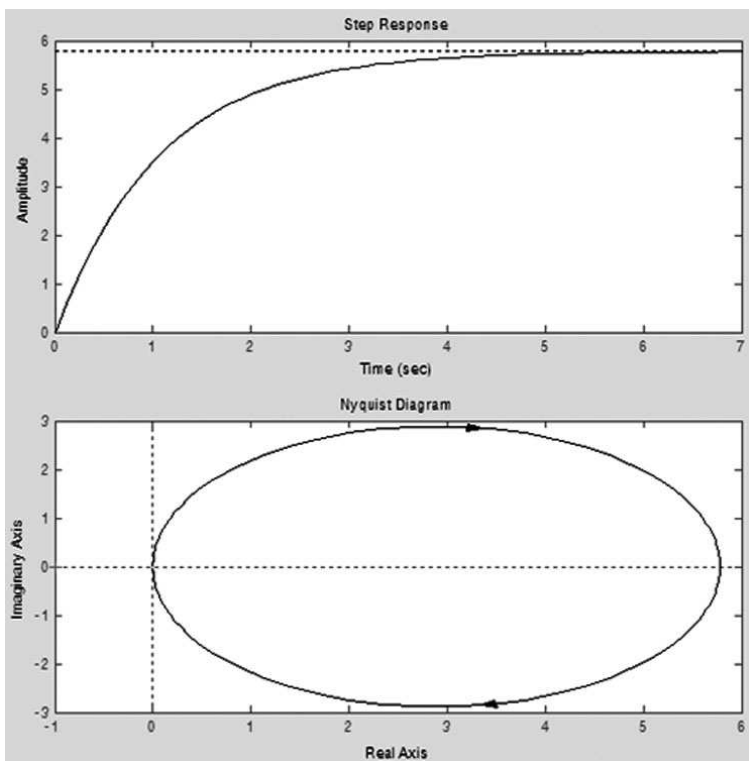 Step Response
6
5
4
3
2
1
0
Amplitude
0 1 2 3 4 5 6 7
Time (sec)
Nyquist Diagram
3
2
1
0
-1
-2
-3
Imaginary Axis
-1 0 1 2 3 4 5 6
Real Axis